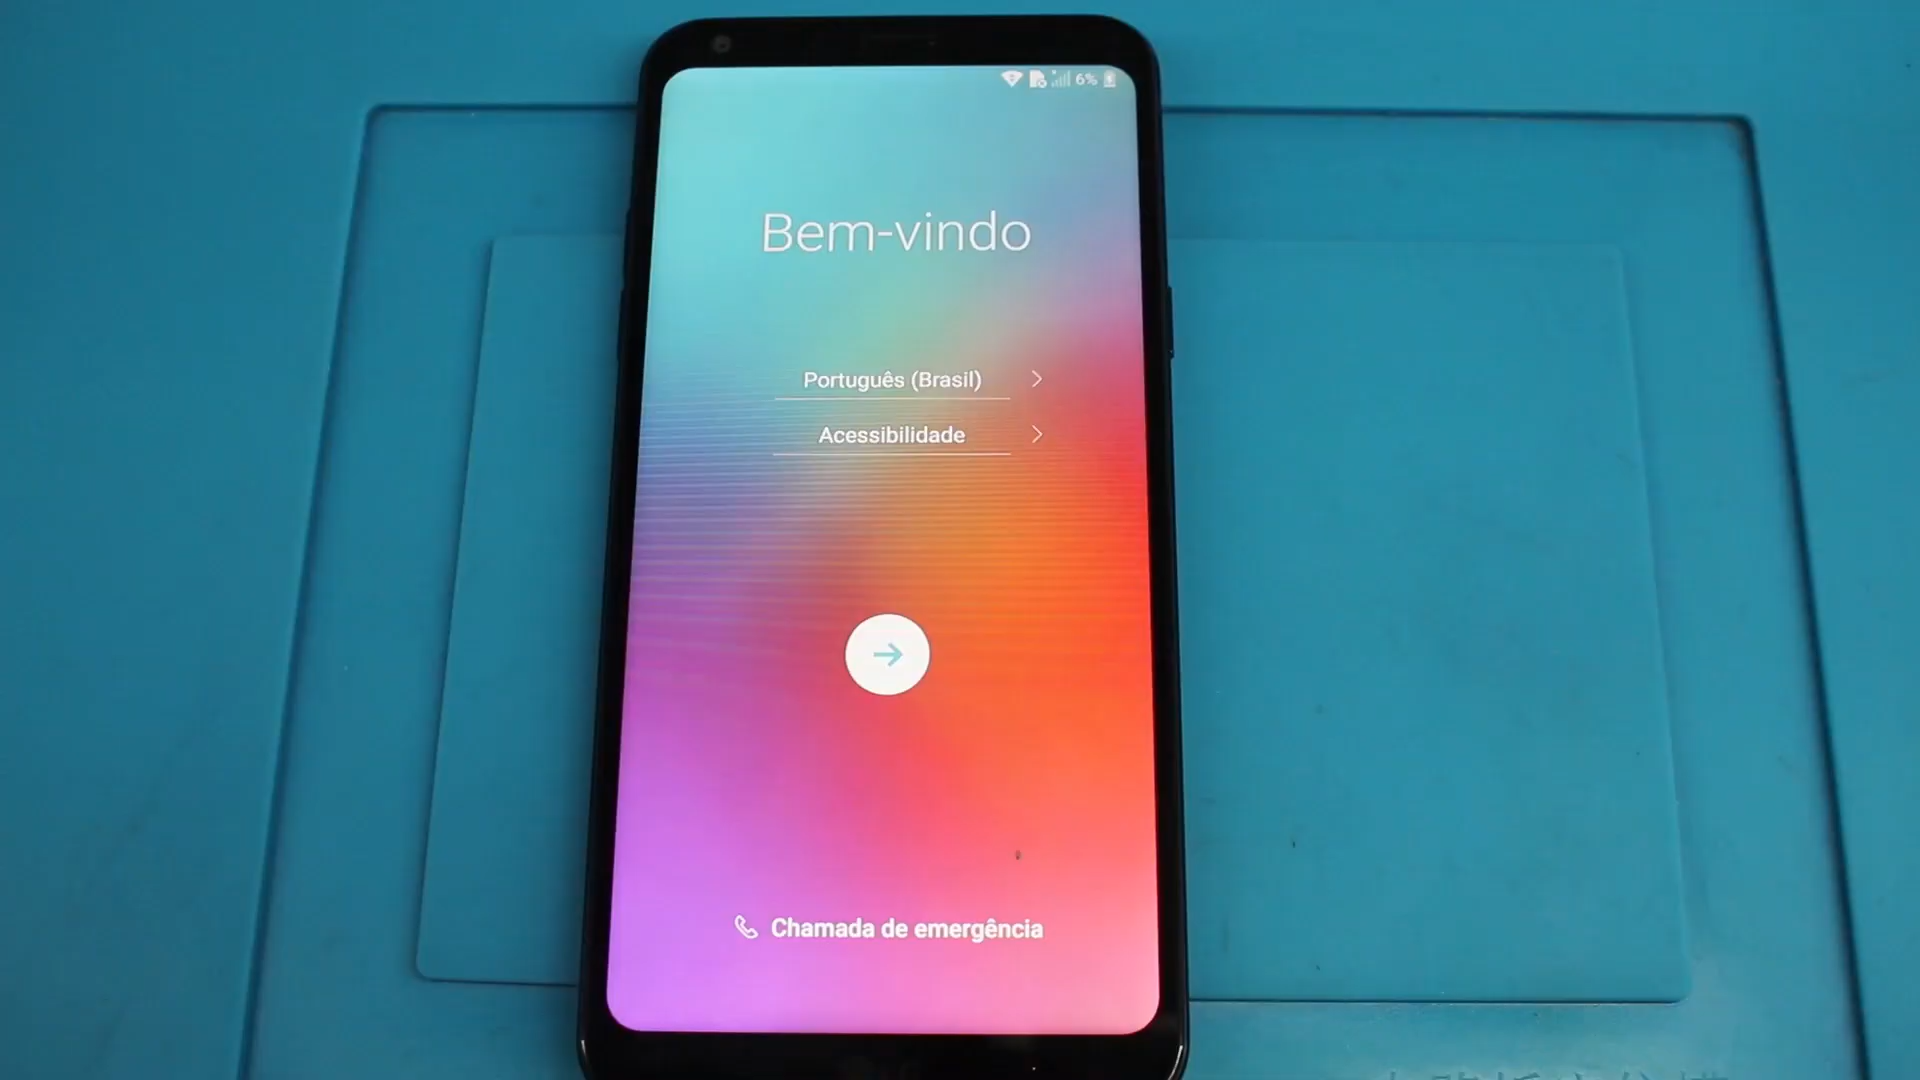 6%
Bem-vindo
Português (Brasil)
Acessibilidade
Chamada de emergência